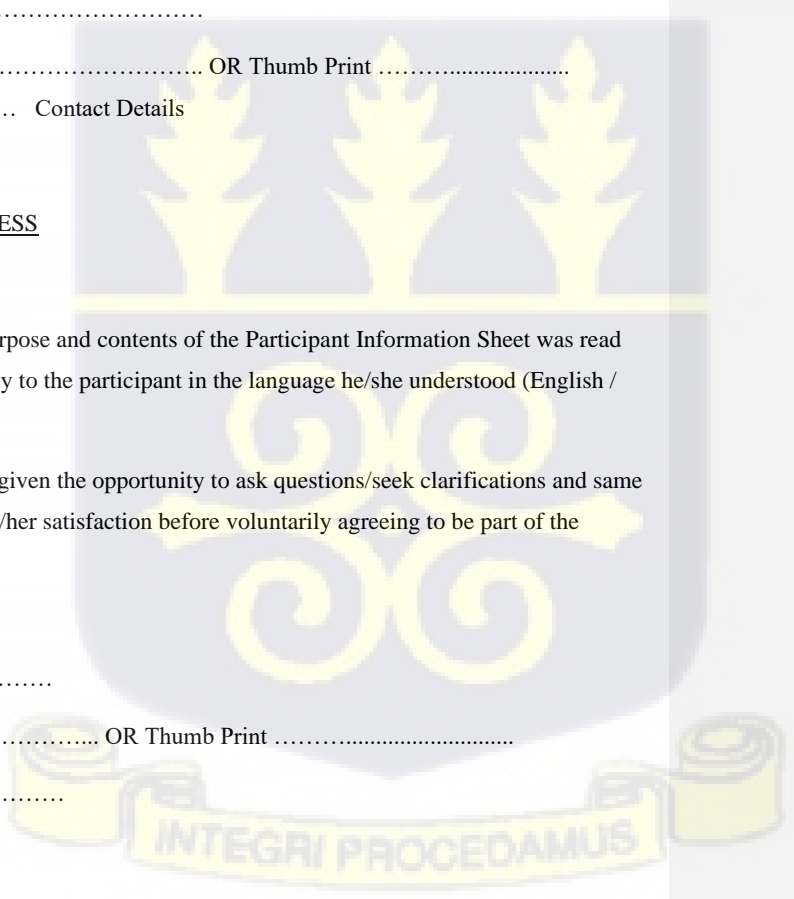 …………………………
……………………….. OR Thumb Print ………....................
… Contact Details
ESS
rpose and contents of the Participant Information Sheet was read
y to the participant in the language he/she understood (English /
given the opportunity to ask questions/seek clarifications and same
/her satisfaction before voluntarily agreeing to be part of the
…….
…………... OR Thumb Print ………............................
………
INTEGRI PROCEDAMUS